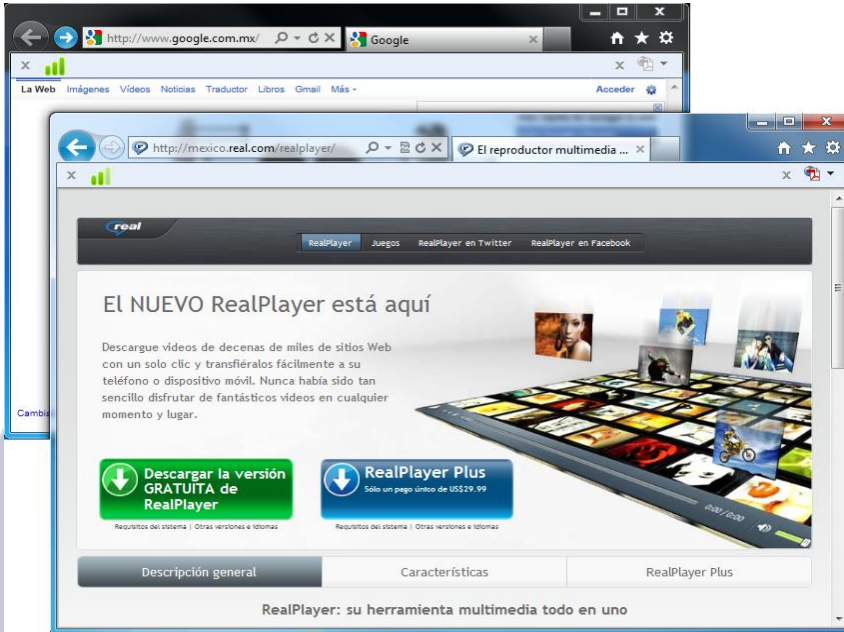 http://www.google.com.mx/
Google
La Web Imágenes Vídeos Noticias Traductor Libros Gmail Más
Acceder
http://mexico.real.com/realplayer/
El reproductor multimedia ...
real
RealPlayer Juegos RealPlayer en Twitter RealPlayer en Facebook
El NUEVO RealPlayer está aquí
Descargue videos de decenas de miles de sitios Web
con un solo clic y transfiéralos fácilmente a su
teléfono o dispositivo móvil. Nunca había sido tan
sencillo disfrutar de fantásticos videos en cualquier
momento y lugar.
Descargar la versión
GRATUITA de
RealPlayer
RealPlayer Plus
Sólo un pago único de US$29.99
Requisitos del sistema | Otras versiones e idiomas
Requisitos del sistema | Otras versiones e idiomas
0:00 / 0:00
Descripción general
Características
RealPlayer Plus
RealPlayer: su herramienta multimedia todo en uno